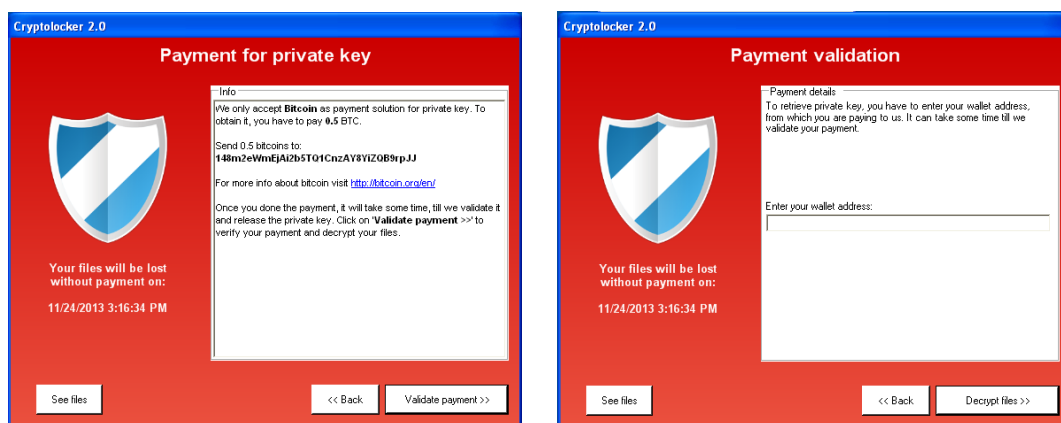 Cryptolocker 2.0
Payment for private key
Info
We only accept Bitcoin as payment solution for private key. To
obtain it, you have to pay 0.5 BTC.
Send 0.5 bitcoins to:
148m2eWmEjAi2b5TQ1CnzAY8YiZQB9rpJJ
For more info about bitcoin visit http://bitcoin.org/en/
Once you done the payment, it will take some time, till we validate it
and release the private key. Click on 'Validate payment >>' to
verify your payment and decrypt your files.
Your files will be lost
without payment on:
11/24/2013 3:16:34 PM
See files
<< Back
Validate payment >>
Cryptolocker 2.0
Payment validation
Payment details
To retrieve private key, you have to enter your wallet address,
from which you are paying to us. It can take some time till we
validate your payment.
Enter your wallet address:
Your files will be lost
without payment on:
11/24/2013 3:16:34 PM
See files
<< Back
Decrypt files >>